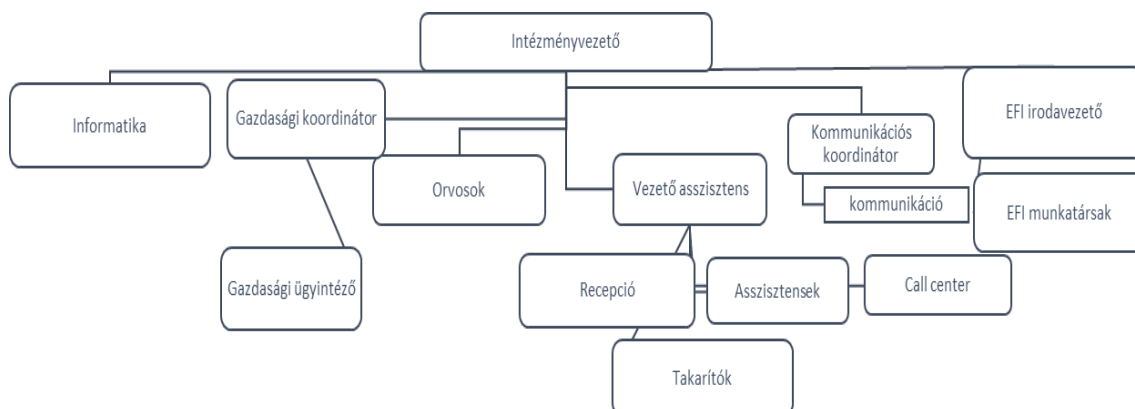 Intézményvezető
Informatika
Gazdasági koordinátor
Orvosok
Vezető asszisztens
Kommunikációs
koordinátor
kommunikáció
EFI irodavezető
EFI munkatársak
Gazdasági ügyintéző
Recepció
Asszisztensek
Call center
Takarítók